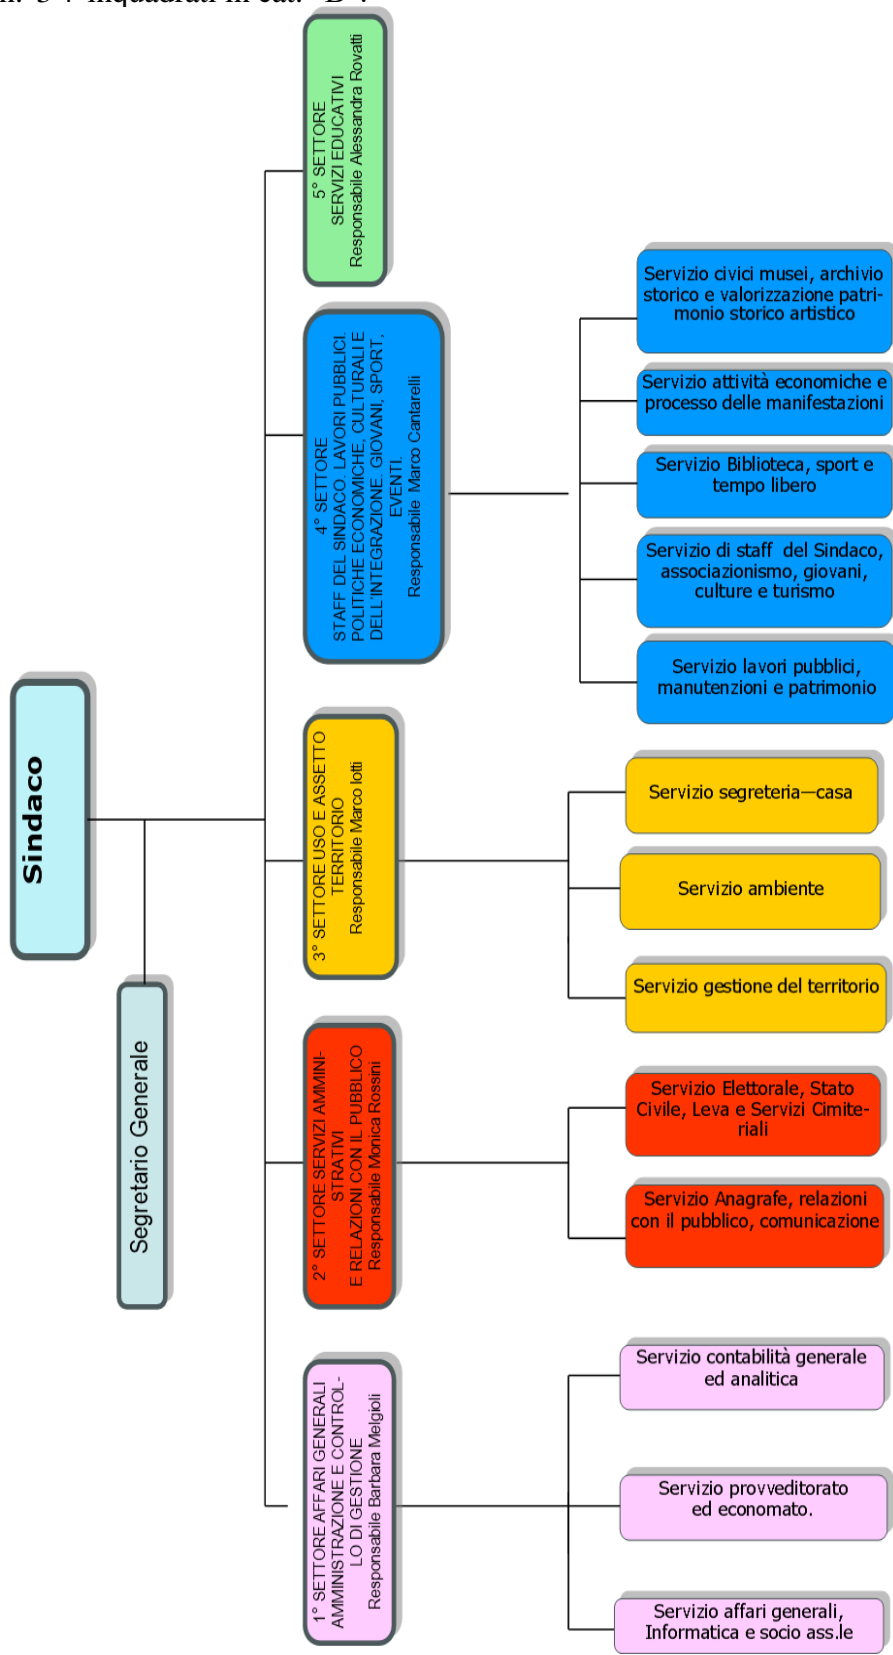 n. 34 inquadrati in cat. "B".
5° SETTORE
SERVIZI EDUCATIVI
Responsabile Alessandra Rovatti
4° SETTORE
STAFF DEL SINDACO. LAVORI PUBBLICI.
POLITICHE ECONOMICHE, CULTURALI E
DELL'INTEGRAZIONE. GIOVANI, SPORT,
EVENTI.
Responsabile Marco Cantarelli
Servizio civici musei, archivio
storico e valorizzazione patri-
monio storico artistico
Servizio attività economiche e
processo delle manifestazioni
Servizio Biblioteca, sport e
tempo libero
Servizio di staff del Sindaco,
associazionismo, giovani,
culture e turismo
Servizio lavori pubblici,
manutenzioni e patrimonio
Sindaco
Segretario Generale
3° SETTORE USO E ASSETTO
TERRITORIO
Responsabile Marco Iotti
Servizio segreteria—casa
Servizio ambiente
Servizio gestione del territorio
2° SETTORE SERVIZI AMMINI-
STRATIVI
E RELAZIONI CON IL PUBBLICO
Responsabile Monica Rossini
Servizio Elettorale, Stato
Civile, Leva e Servizi Cimite-
riali
Servizio Anagrafe, relazioni
con il pubblico, comunicazione
1° SETTORE AFFARI GENERALI
AMMINISTRAZIONE E CONTROL-
LO DI GESTIONE
Responsabile Barbara Melgioli
Servizio contabilità generale
ed analitica
Servizio provveditorato
ed economato.
Servizio affari generali,
Informatica e socio ass.le